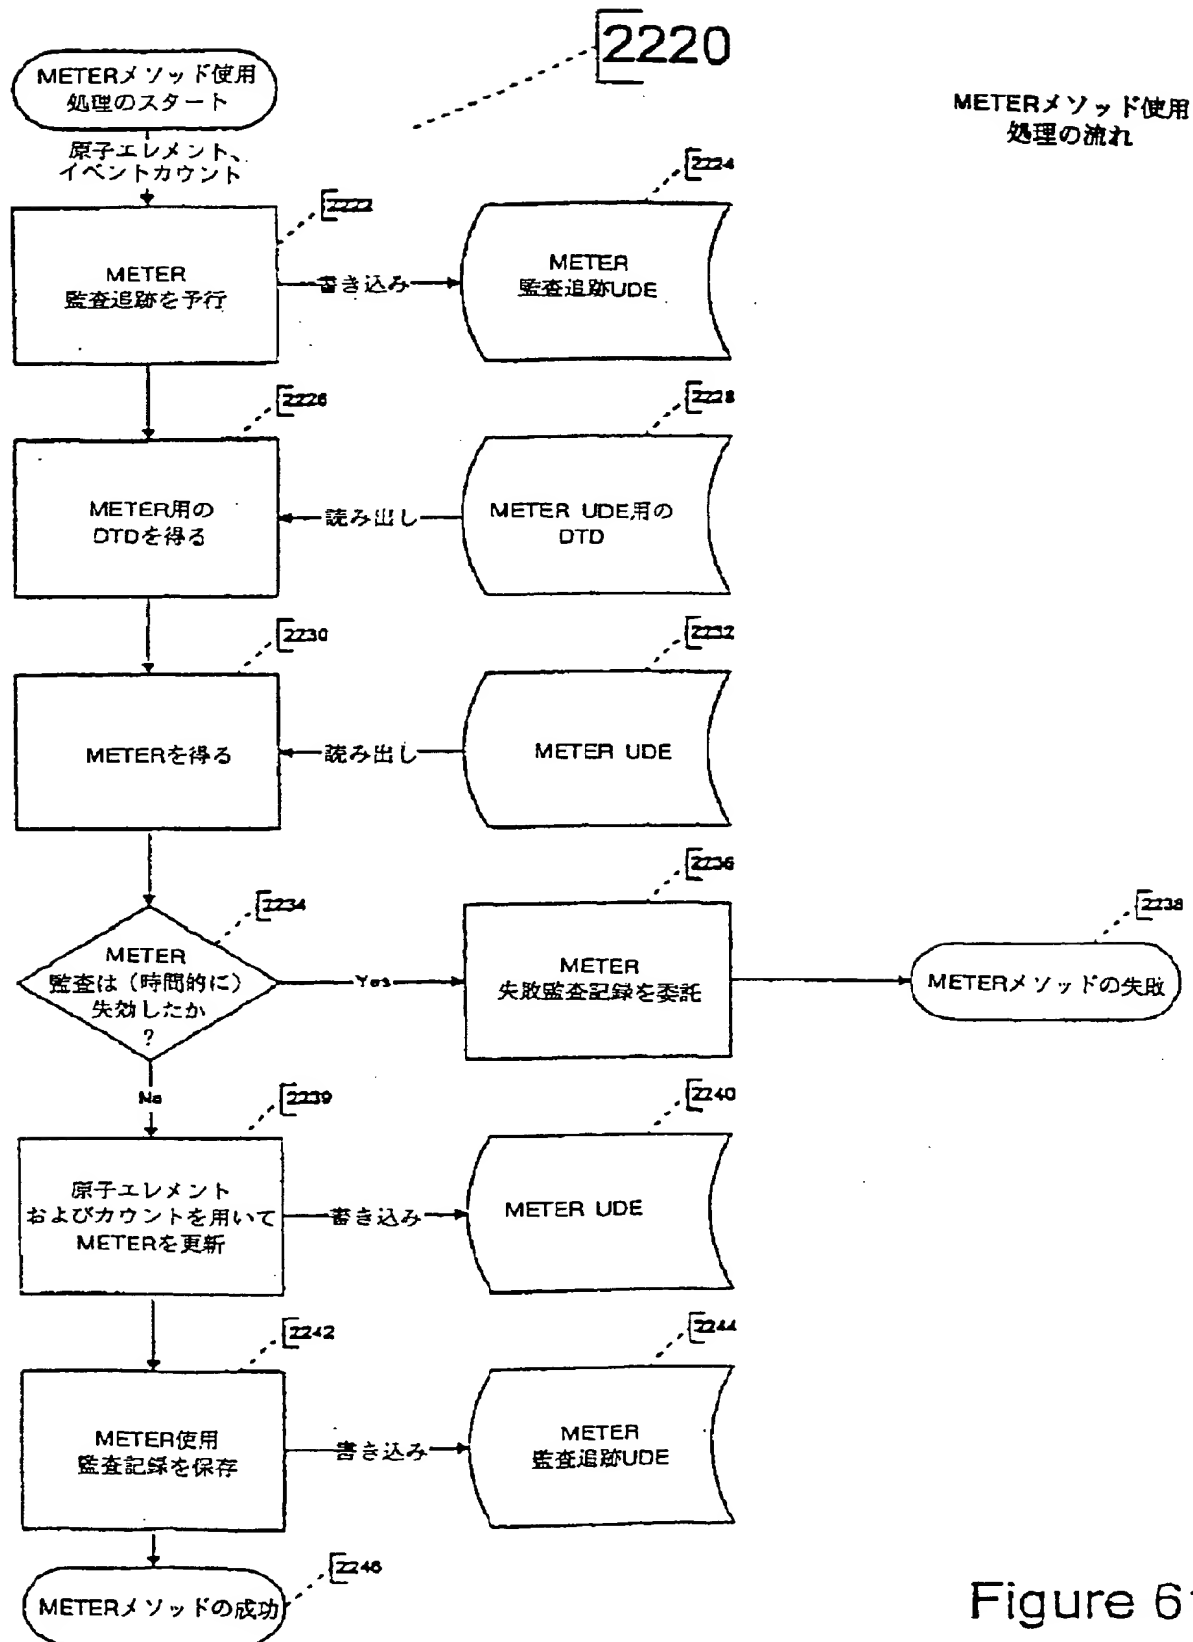 2220
METERメソッド使用
処理のスタート
METERメソッド使用
処理の流れ
原子エレメント、
イベントカウント
2222
2224
METER
監査追跡を予行
書き込み
METER
監査追跡UDE
2226
2228
METER用の
DTDを得る
読み出し
METER UDE用の
DTD
2230
2232
METERを得る
読み出し
METER UDE
2234
2236
2238
METER
監査は(時間的に)
失効したか
?
Yes
METER
失敗監査記録を委託
METERメソッドの失敗
No
2239
2240
原子エレメント
およびカウントを用いて
METERを更新
書き込み
METER UDE
2242
2244
METER使用
監査記録を保存
書き込み
METER
監査追跡UDE
2246
METERメソッドの成功
Figure 61